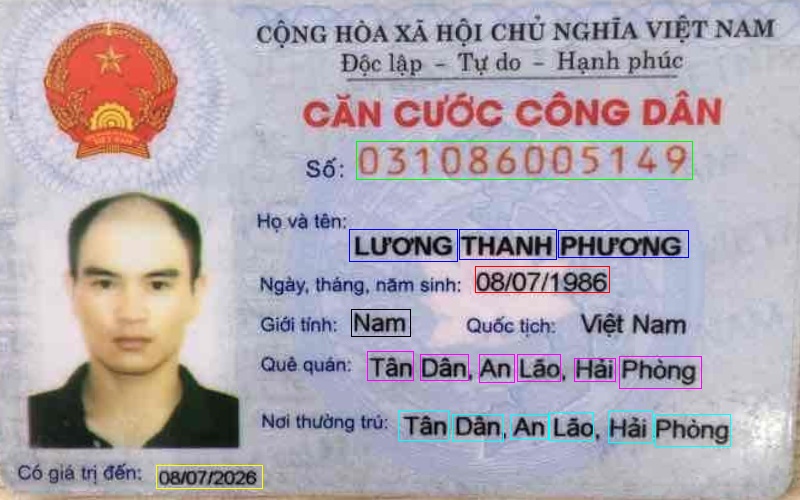 CỘNG HÒA XÃ HỘI CHỦ NGHĨA VIỆT NAM
Độc lập - Tự do - Hạnh phúc
CĂN CƯỚC CÔNG DÂN
Số: 031086005149
Họ và tên:
LƯƠNG THANH PHƯƠNG
Ngày, tháng, năm sinh: 08/07/1986
Giới tính: Nam Quốc tịch: Việt Nam
Quê quán: Tân Dân, An Lão, Hải Phòng
Nơi thường trú: Tân Dân, An Lão, Hải Phòng
Có giá trị đến: 08/07/2026